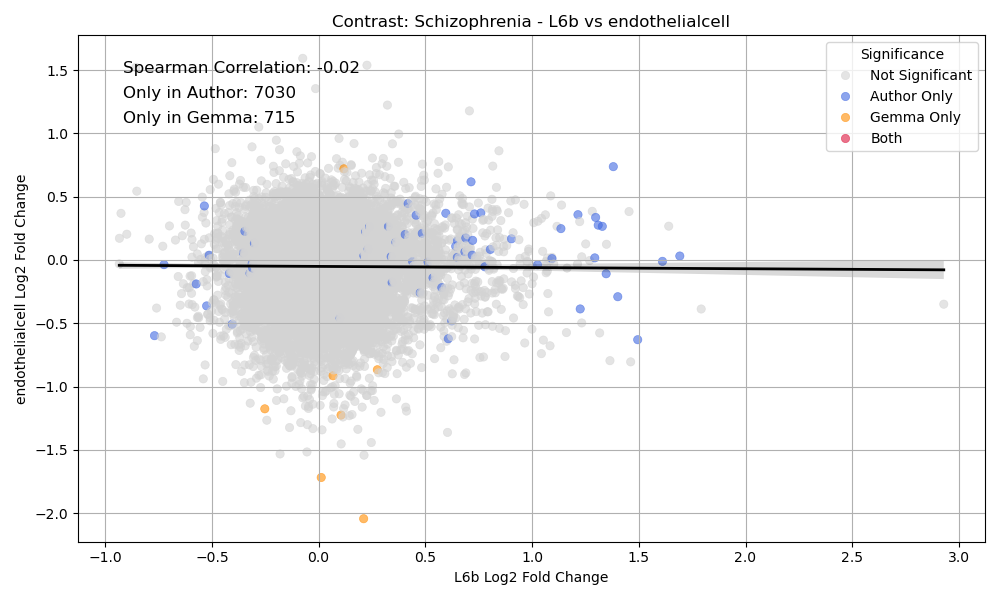 Contrast: Schizophrenia - L6b vs endothelialcell
Spearman Correlation: -0.02
Only in Author: 7030
Only in Gemma: 715
Significance
Not Significant
Author Only
Gemma Only
Both
endothelialcell Log2 Fold Change
1.5
1.0
0.5
0.0
−0.5
−1.0
−1.5
−2.0
−1.0
−0.5
0.0
0.5
1.0
1.5
2.0
2.5
3.0
L6b Log2 Fold Change